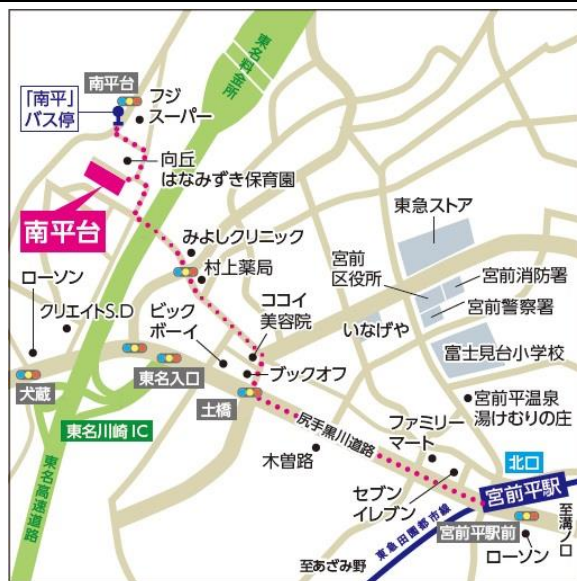 東名料金所
南平台
「南平」
バス停
フジ
スーパー
向丘
はなみずき保育園
南平台
みよしクリニック
村上薬局
東急ストア
宮前
区役所
宮前消防署
宮前警察署
ローソン
クリエイトS.D
ビック
ボーイ
ココイ
美容院
いなげや
富士見台小学校
犬蔵
東名入口
ブックオフ
土橋
宮前平温泉
湯けむりの庄
東名川崎IC
尻手黒川道路
ファミリー
マート
木曽路
北口
セブン
イレブン
宮前平駅
東名高速道路
東急田園都市線
宮前平駅前
至溝ノ口
至あざみ野
ローソン